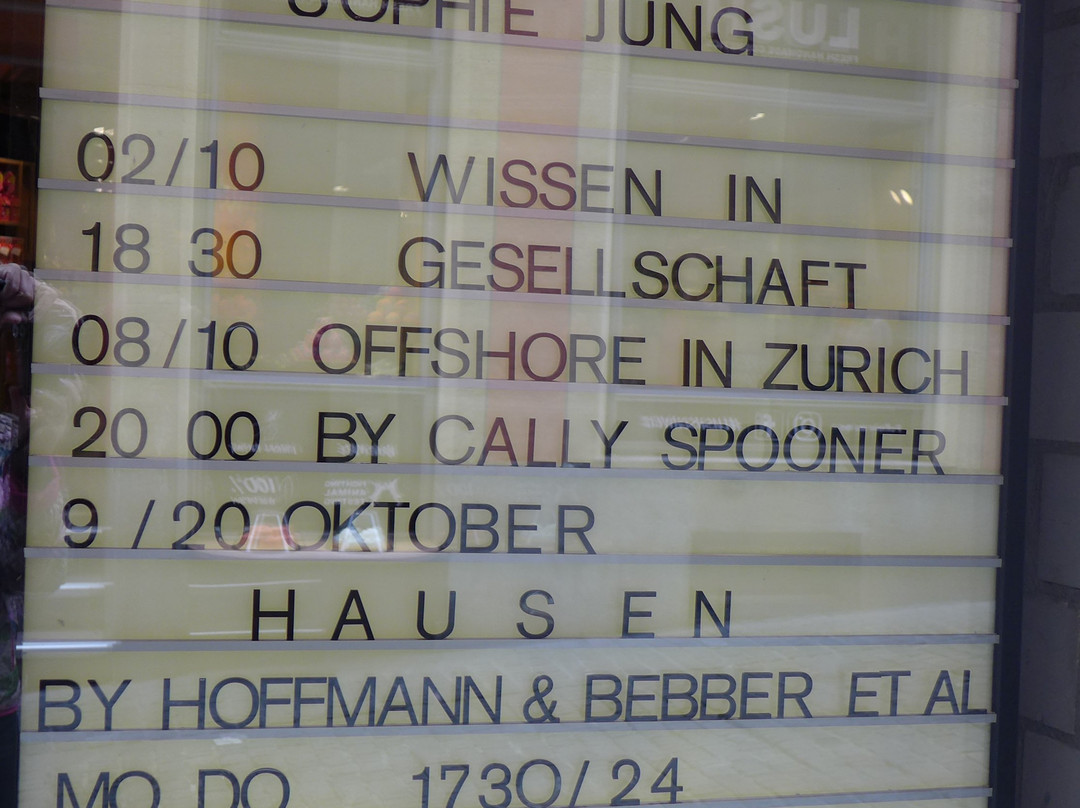 SOPHIE JUNG
02/10 WISSEN IN
18 30 GESELLSCHAFT
08/10 OFFSHORE IN ZURICH
20 00 BY CALLY SPOONER
9 / 20 OKTOBER
H A U S E N
BY HOFFMANN & BEBBER ET AL
MO DO 1730/24